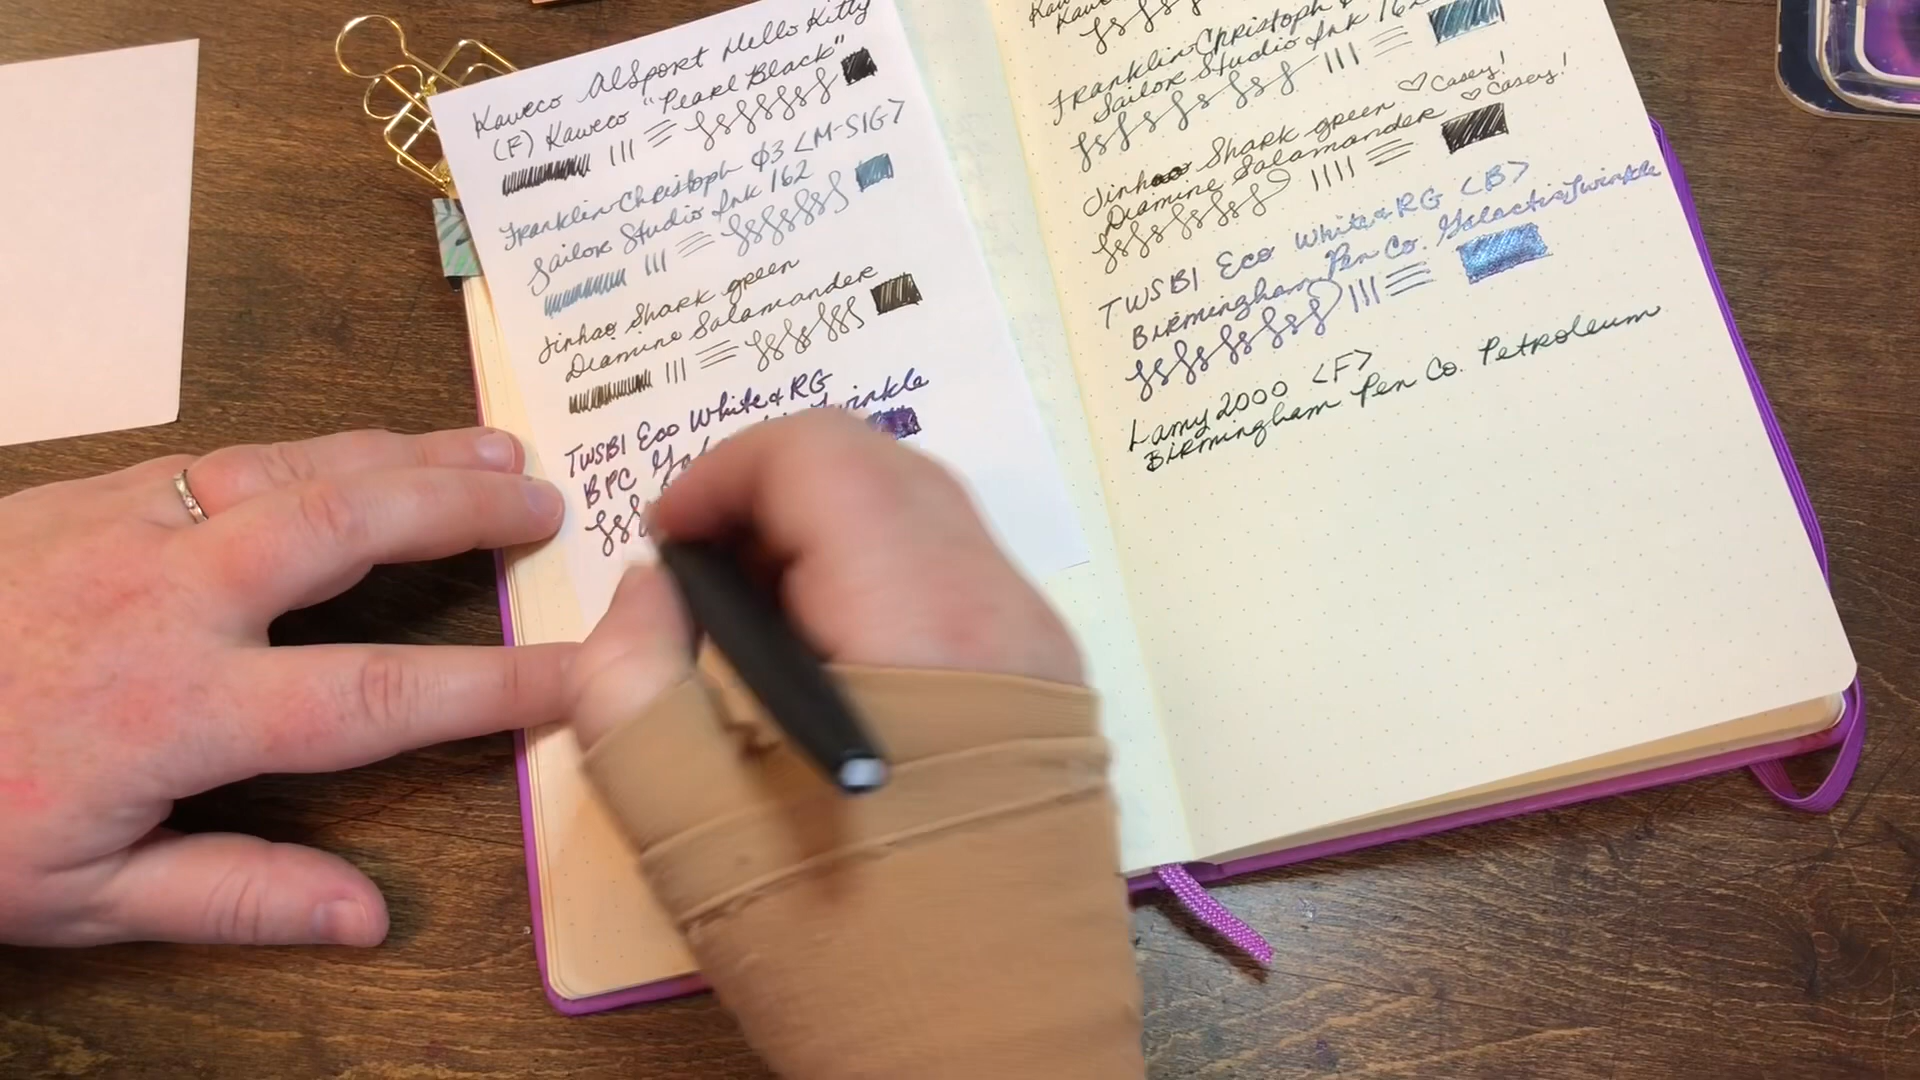 Kaweco AlSport Hello Kitty
(F) Kaweco "Pearl Black"
Franklin-Christoph 03 <M-SIG>
Sailor Studio Ink 162
Jinhao Shark green
Diamine Salamander
TWSBI Eco White & RG
BPC Twinkle
Franklin-Christoph
Sailor Studio Ink 162
Jinhao Shark green ♡ Casey!
Diamine Salamander ♡ Casey!
TWSBI Eco White & RG <B>
Birmingham Pen Co. Galactic Twinkle
Lamy 2000 <F>
Birmingham Pen Co. Petroleum